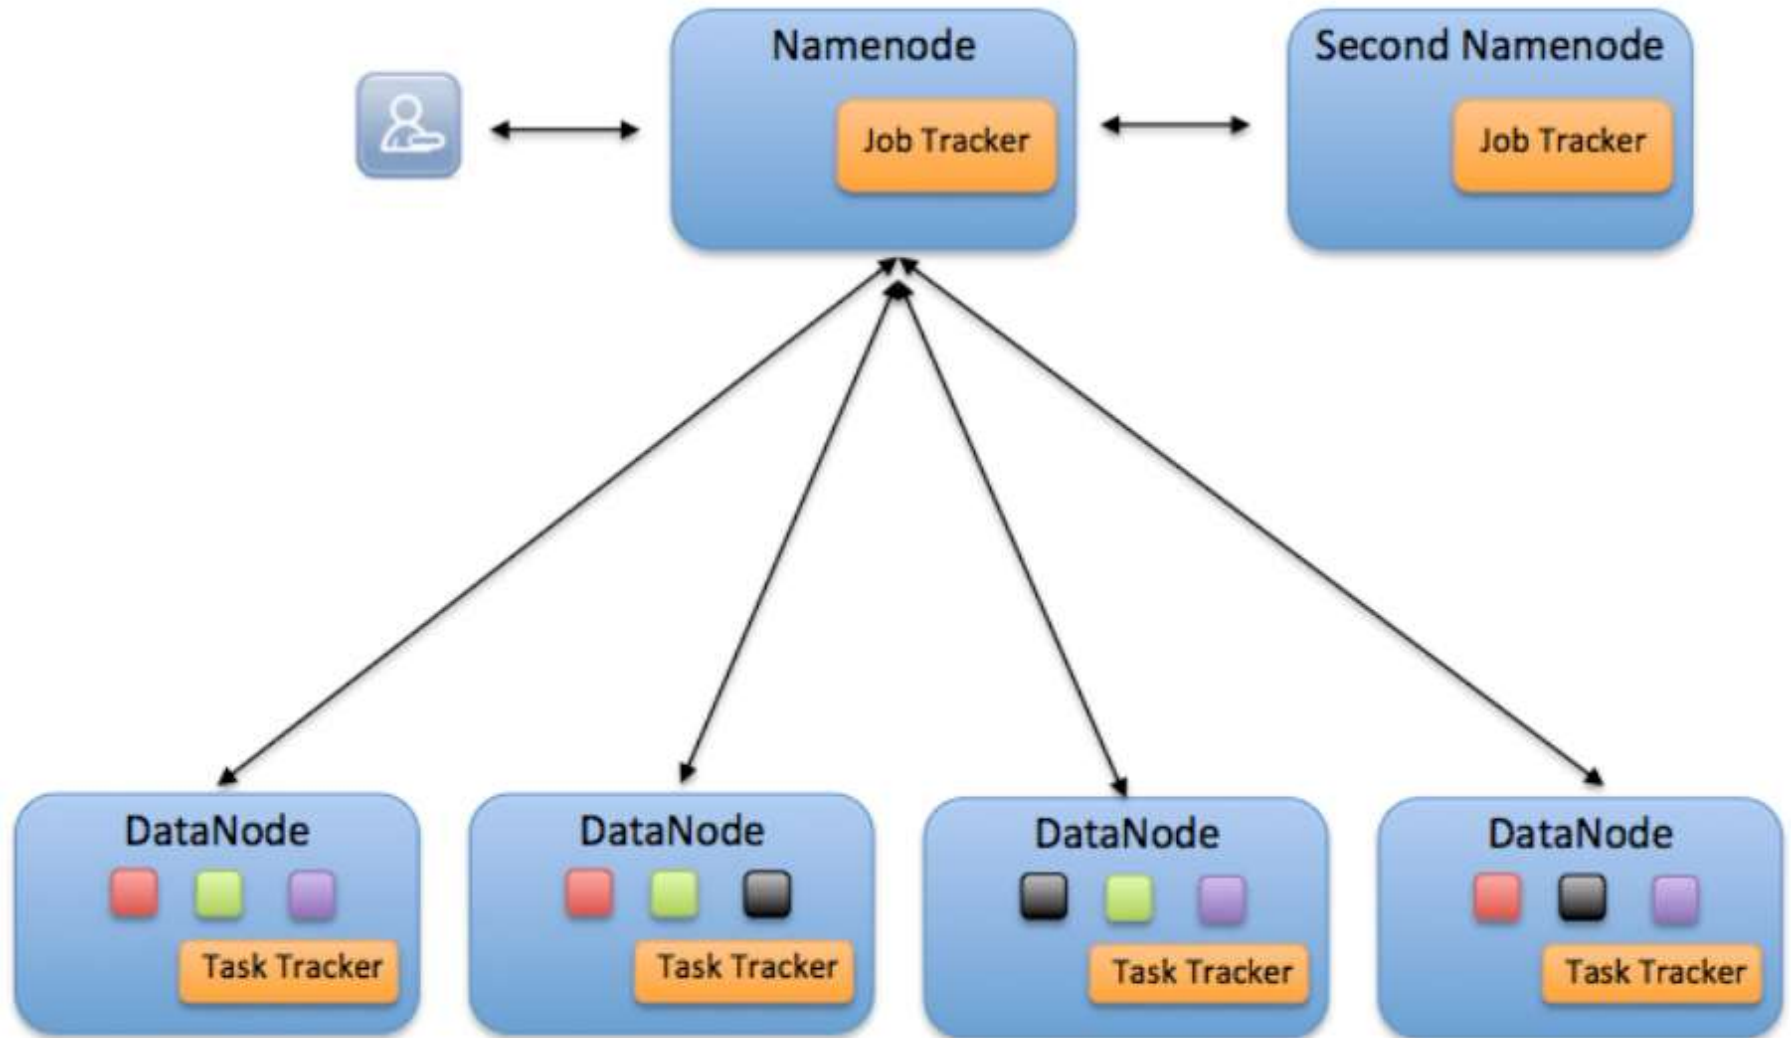 Namenode
Job Tracker
Second Namenode
Job Tracker
DataNode
Task Tracker
DataNode
Task Tracker
DataNode
Task Tracker
DataNode
Task Tracker